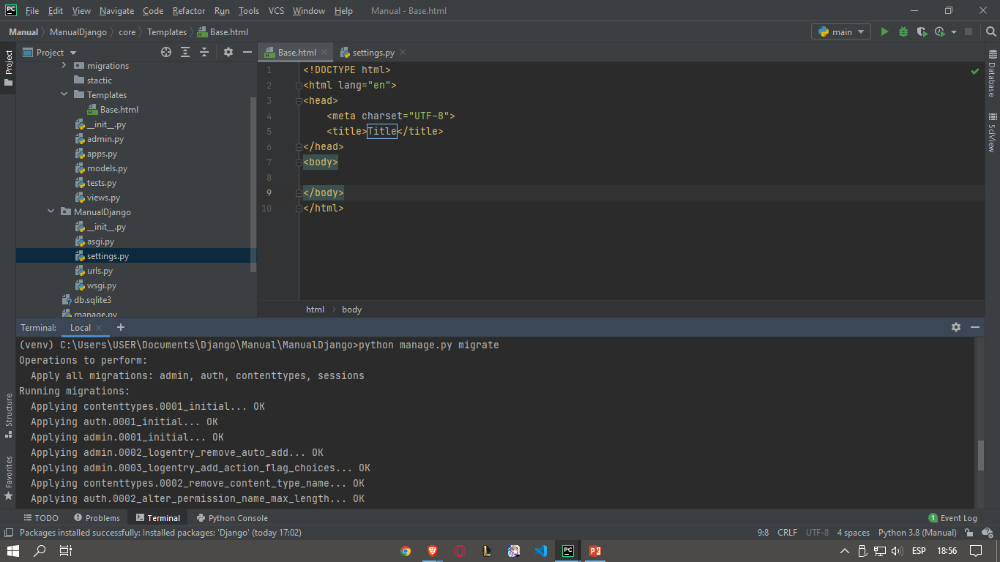 PC File Edit View Navigate Code Refactor Run Tools VCS Window Help Manual - Base.html
Manual ManualDjango core Templates Base.html main
Project
Project
Base.html settings.py
migrations
stactic
Templates
Base.html
__init__.py
admin.py
apps.py
models.py
tests.py
views.py
ManualDjango
__init__.py
asgi.py
settings.py
urls.py
wsgi.py
db.sqlite3
manage.py
1 <!DOCTYPE html>
2 <html lang="en">
3 <head>
4 <meta charset="UTF-8">
5 <title>Title</title>
6 </head>
7 <body>
8
9 </body>
10 </html>
html body
Database
SciView
Terminal: Local +
(venv) C:\Users\USER\Documents\Django\Manual\ManualDjango>python manage.py migrate
Operations to perform:
Apply all migrations: admin, auth, contenttypes, sessions
Running migrations:
Applying contenttypes.0001_initial... OK
Applying auth.0001_initial... OK
Applying admin.0001_initial... OK
Applying admin.0002_logentry_remove_auto_add... OK
Applying admin.0003_logentry_add_action_flag_choices... OK
Applying contenttypes.0002_remove_content_type_name... OK
Applying auth.0002_alter_permission_name_max_length... OK
Structure
Favorites
TODO Problems Terminal Python Console 1 Event Log
Packages installed successfully: Installed packages: 'Django' (today 17:02) 9:8 CRLF UTF-8 4 spaces Python 3.8 (Manual)
PC ESP 18:56